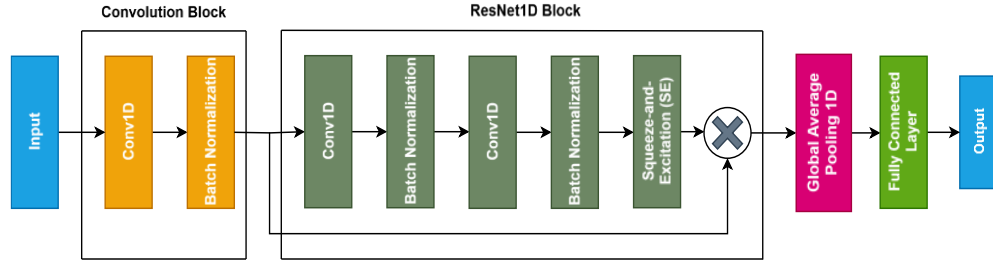 Convolution Block
ResNet1D Block
Input
Conv1D
Batch Normalization
Conv1D
Batch Normalization
Conv1D
Batch Normalization
Squeeze-and-
Excitation (SE)
Global Average
Pooling 1D
Fully Connected
Layer
Output